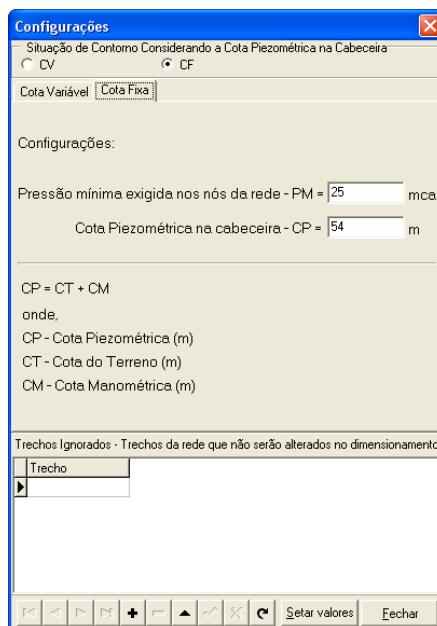 Configurações
Situação de Contorno Considerando a Cota Piezométrica na Cabeceira
CV CF
Cota Variável Cota Fixa
Configurações:
Pressão mínima exigida nos nós da rede - PM = 25 mca
Cota Piezométrica na cabeceira - CP = 54 m
CP = CT + CM
onde,
CP - Cota Piezométrica (m)
CT - Cota do Terreno (m)
CM - Cota Manométrica (m)
Trechos Ignorados - Trechos da rede que não serão alterados no dimensionamento
Trecho
Setar valores Fechar